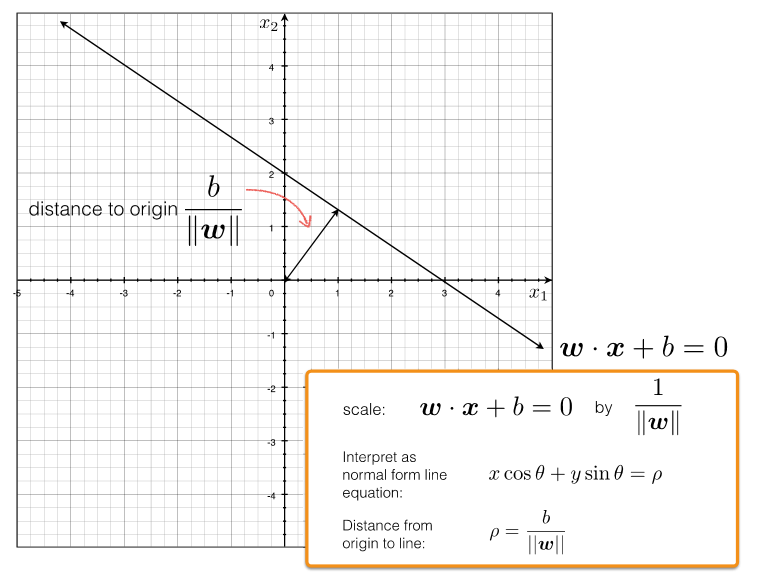 x₂
4
3
2
1
distance to origin b/||w||
-5 -4 -3 -2 -1 0 1 2 3 4 x₁
-1
-2
-3
-4
w · x + b = 0
scale: w · x + b = 0 by 1/||w||
Interpret as
normal form line
equation:
x cos θ + y sin θ = ρ
Distance from
origin to line:
ρ = b/||w||